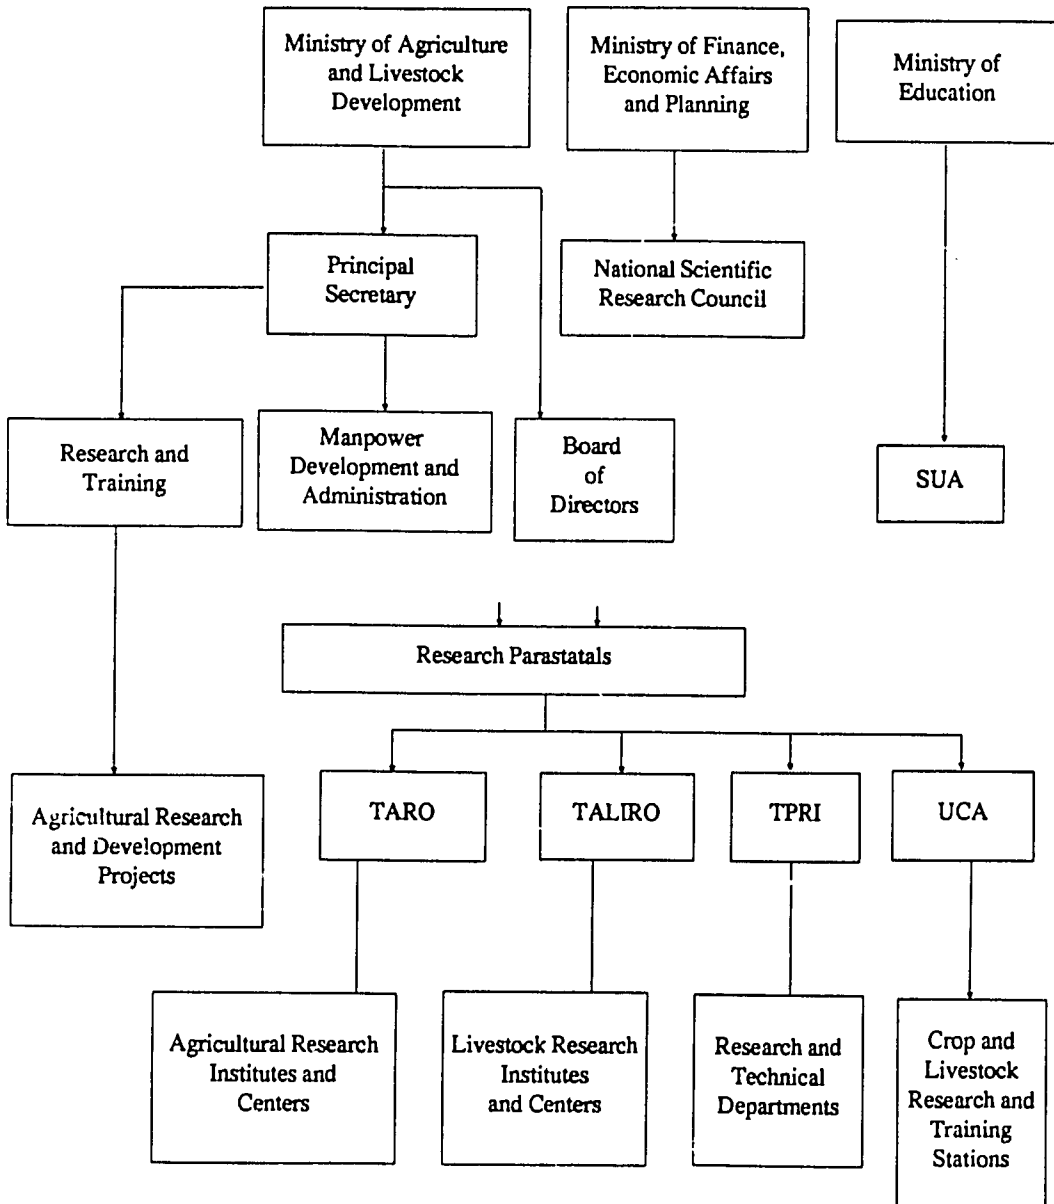 Ministry of Agriculture
and Livestock
Development
Ministry of Finance,
Economic Affairs
and Planning
Ministry of
Education
Principal
Secretary
National Scientific
Research Council
Research and
Training
Manpower
Development and
Administration
Board
of
Directors
SUA
Research Parastatals
Agricultural Research
and Development
Projects
TARO
TALIRO
TPRI
UCA
Agricultural Research
Institutes and
Centers
Livestock Research
Institutes
and Centers
Research and
Technical
Departments
Crop and
Livestock
Research and
Training
Stations